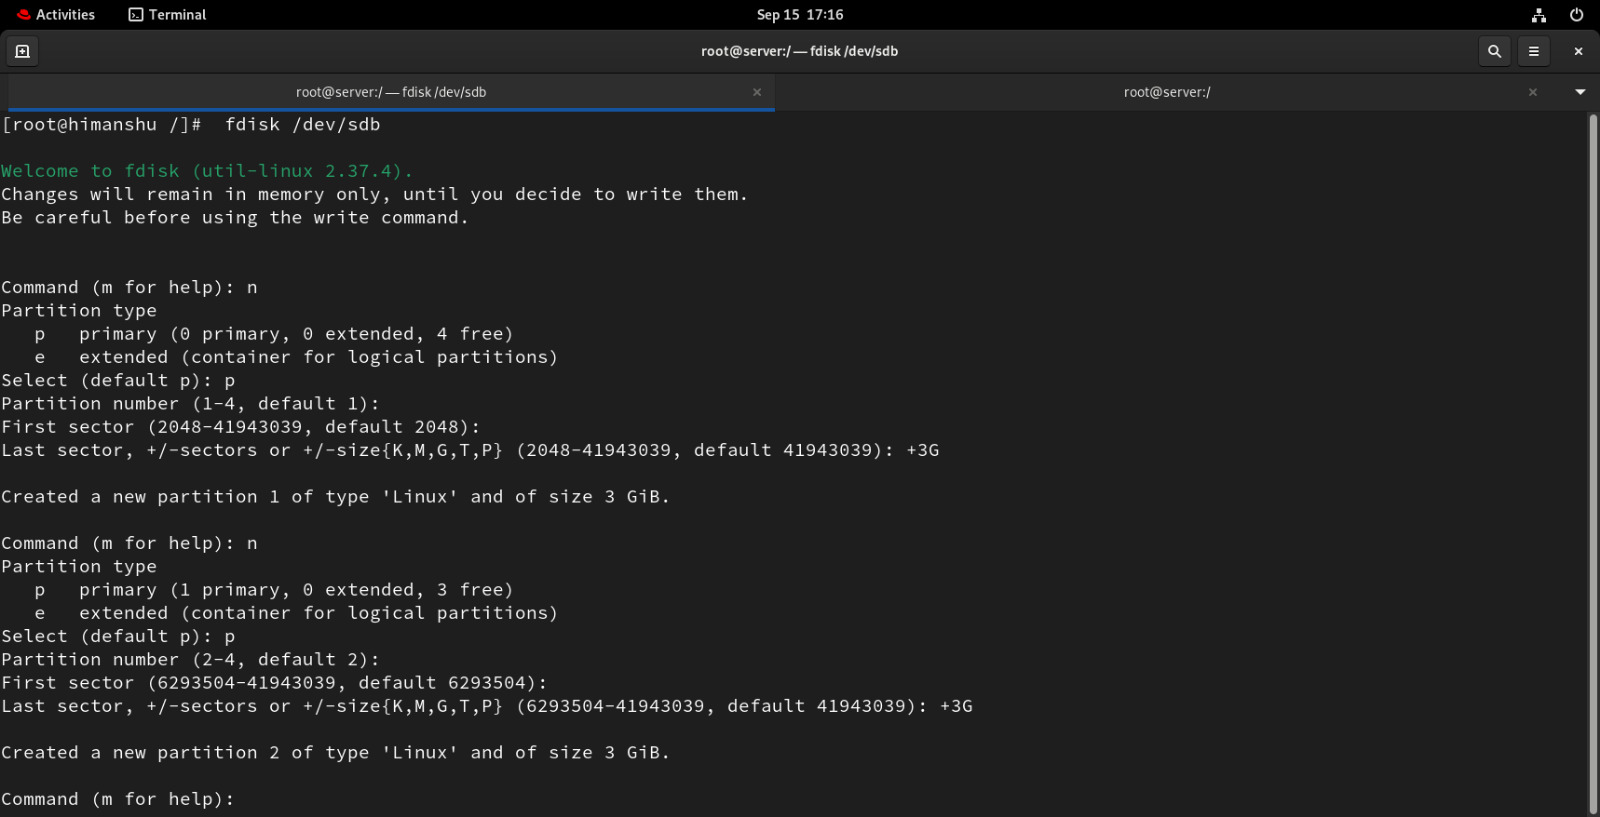 Activities Terminal Sep 15 17:16
root@server:/ — fdisk /dev/sdb
root@server:/ — fdisk /dev/sdb root@server:/
[root@himanshu /]#  fdisk /dev/sdb
Welcome to fdisk (util-linux 2.37.4).
Changes will remain in memory only, until you decide to write them.
Be careful before using the write command.
Command (m for help): n
Partition type
   p   primary (0 primary, 0 extended, 4 free)
   e   extended (container for logical partitions)
Select (default p): p
Partition number (1-4, default 1):
First sector (2048-41943039, default 2048):
Last sector, +/-sectors or +/-size{K,M,G,T,P} (2048-41943039, default 41943039): +3G
Created a new partition 1 of type 'Linux' and of size 3 GiB.
Command (m for help): n
Partition type
   p   primary (1 primary, 0 extended, 3 free)
   e   extended (container for logical partitions)
Select (default p): p
Partition number (2-4, default 2):
First sector (6293504-41943039, default 6293504):
Last sector, +/-sectors or +/-size{K,M,G,T,P} (6293504-41943039, default 41943039): +3G
Created a new partition 2 of type 'Linux' and of size 3 GiB.
Command (m for help):